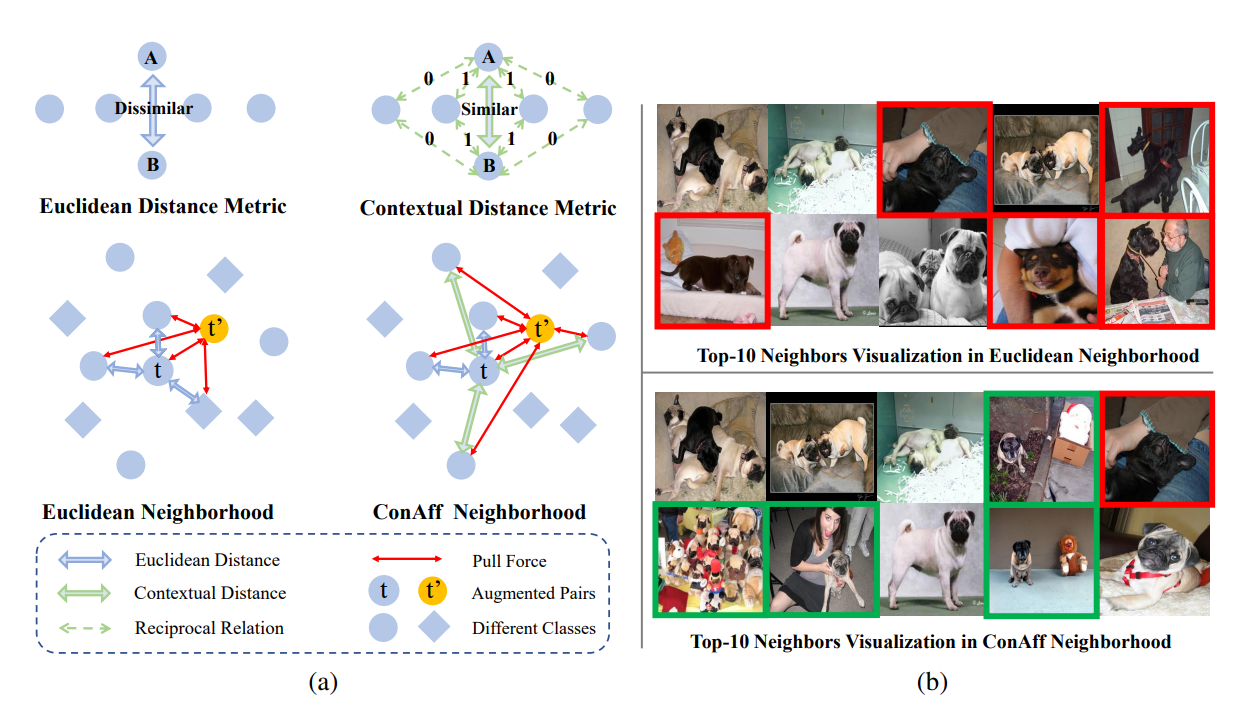 A
Dissimilar
B
Euclidean Distance Metric
A
0 1 1 0
Similar
0 1 1 0
B
Contextual Distance Metric
t'
t
Euclidean Neighborhood
t'
t
ConAff Neighborhood
Euclidean Distance
Contextual Distance
Reciprocal Relation
Pull Force
t t' Augmented Pairs
Different Classes
(a)
Top-10 Neighbors Visualization in Euclidean Neighborhood
Top-10 Neighbors Visualization in ConAff Neighborhood
(b)